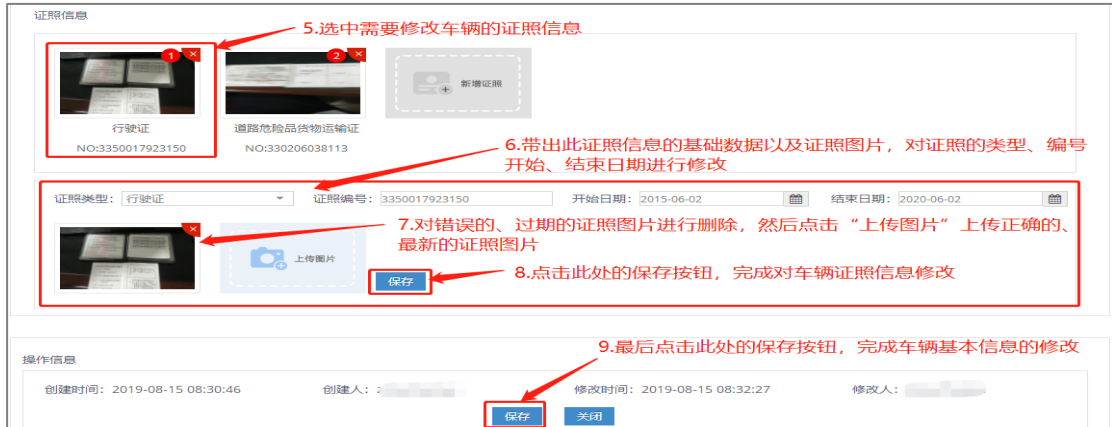 证照信息
5.选中需要修改车辆的证照信息
1
2
新增证照
行驶证
道路危险品货物运输证
NO:3350017923150
NO:330206038113
6.带出此证照信息的基础数据以及证照图片，对证照的类型、编号
开始、结束日期进行修改
证照类型：行驶证
证照编号：3350017923150
开始日期：2015-06-02
结束日期：2020-06-02
7.对错误的、过期的证照图片进行删除，然后点击“上传图片”上传正确的、
最新的证照图片
上传图片
8.点击此处的保存按钮，完成对车辆证照信息修改
保存
9.最后点击此处的保存按钮，完成车辆基本信息的修改
操作信息
创建时间：2019-08-15 08:30:46
创建人：
修改时间：2019-08-15 08:32:27
修改人：
保存
关闭